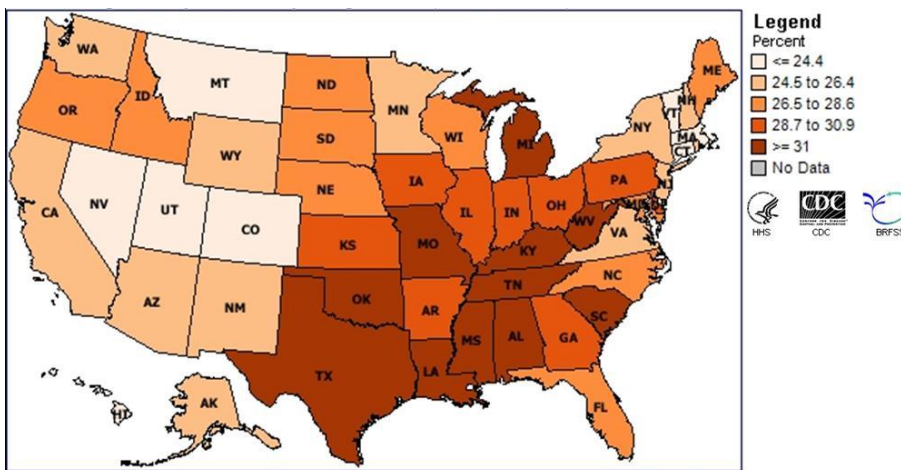 Legend
Percent
<= 24.4
24.5 to 26.4
26.5 to 28.6
28.7 to 30.9
>= 31
No Data
HHS
CDC
CDC
BRFSS
WA
MT
ND
MN
ME
OR
ID
SD
WI
MI
VT
NH
NY
MA
CT
WY
IA
NE
PA
NJ
NV
UT
CO
IL
IN
OH
WV
VA
CA
KS
MO
KY
NC
TN
AZ
NM
OK
AR
SC
MS
AL
GA
TX
LA
FL
AK
HI